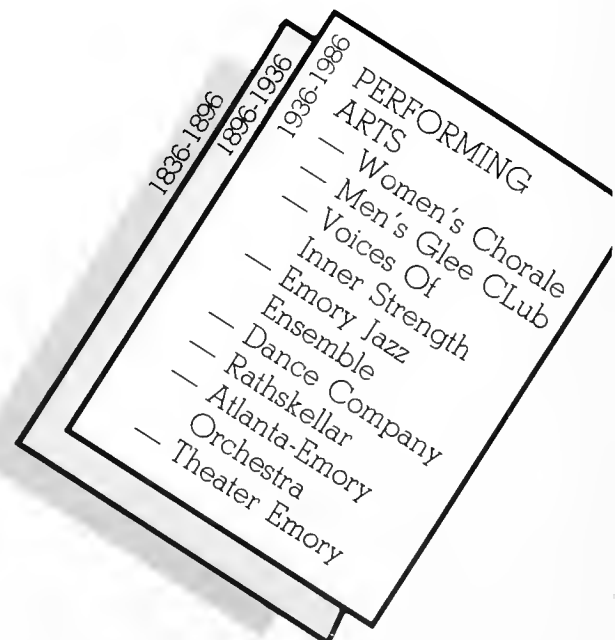 1836-1896
1896-1936
1936-1986
PERFORMING
ARTS
— Women's Chorale
— Men's Glee CLub
— Voices Of
Inner Strength
— Emory Jazz
Ensemble
— Dance Company
— Rathskellar
— Atlanta-Emory
Orchestra
— Theater Emory